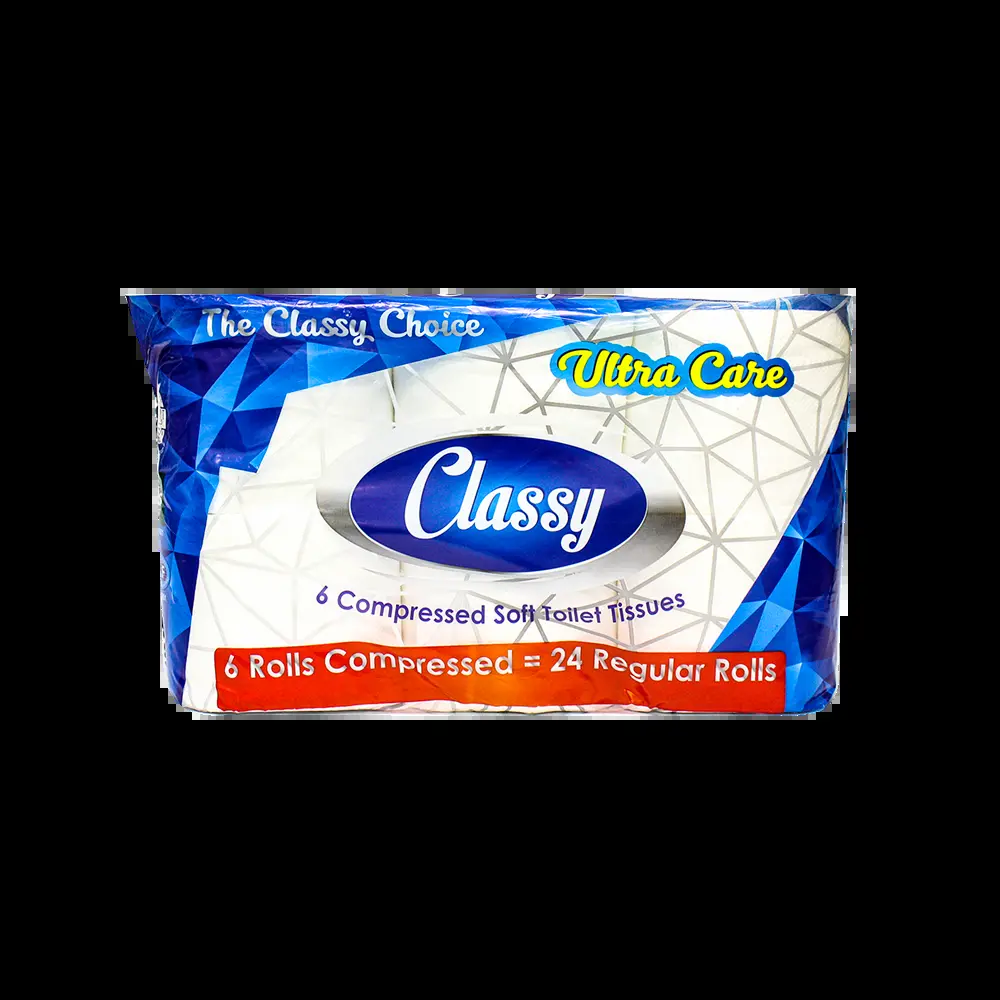 The Classy Choice
Ultra Care
Classy
6 Compressed Soft Toilet Tissues
6 Rolls Compressed = 24 Regular Rolls